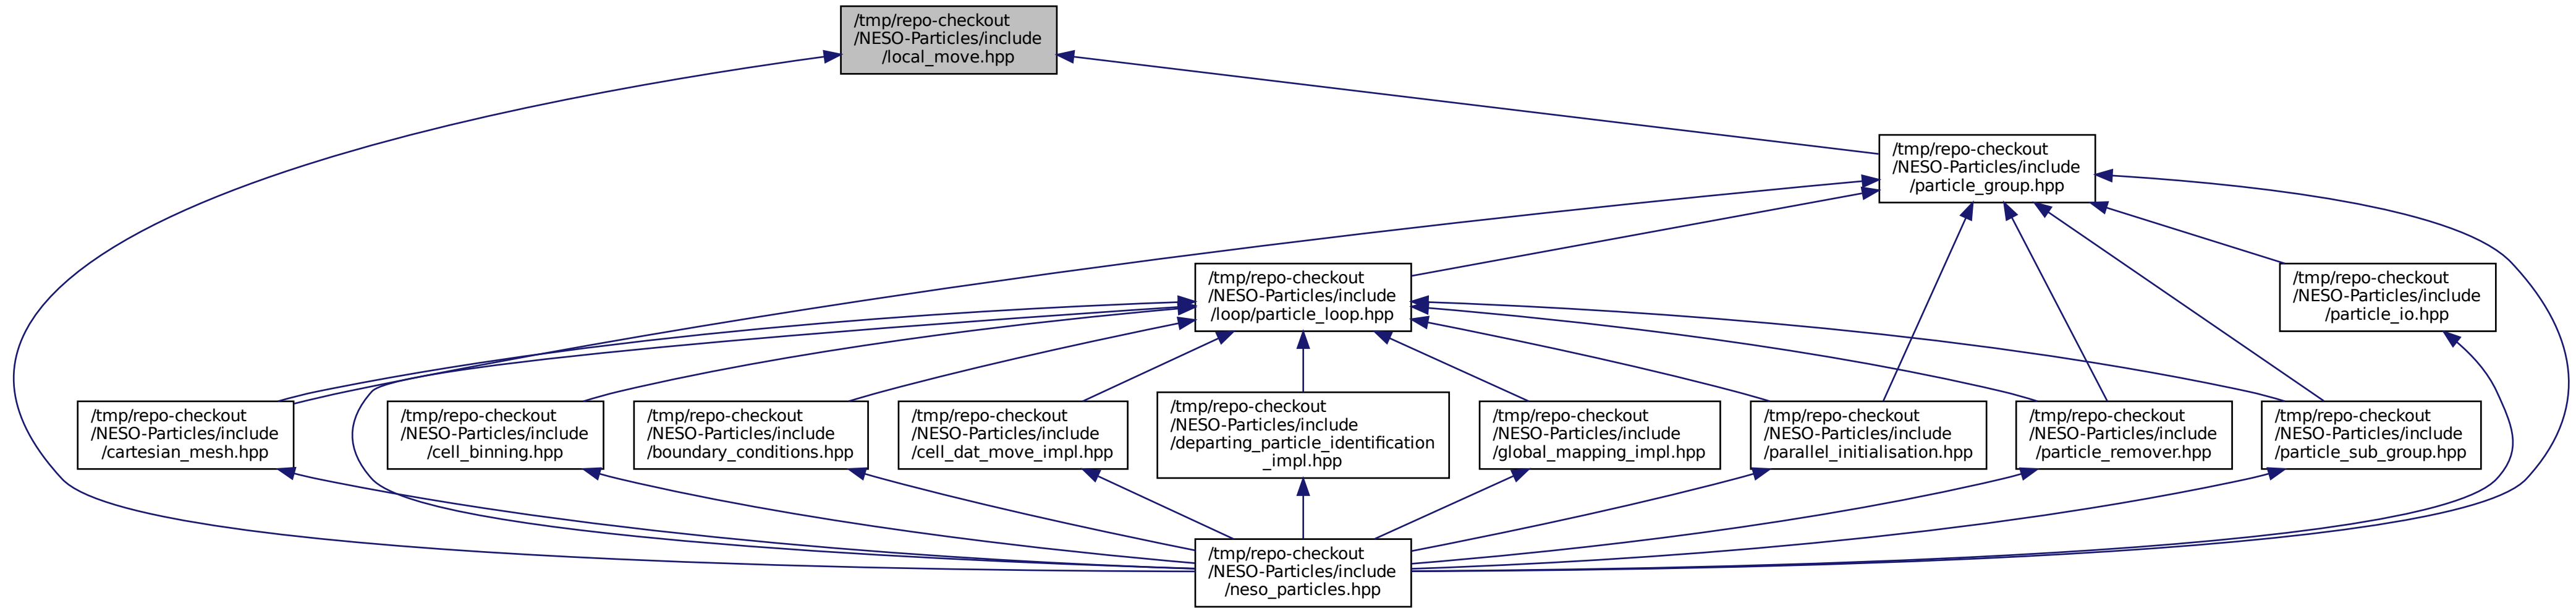 /tmp/repo-checkout
/NESO-Particles/include
/local_move.hpp
/tmp/repo-checkout
/NESO-Particles/include
/particle_group.hpp
/tmp/repo-checkout
/NESO-Particles/include
/loop/particle_loop.hpp
/tmp/repo-checkout
/NESO-Particles/include
/particle_io.hpp
/tmp/repo-checkout
/NESO-Particles/include
/cartesian_mesh.hpp
/tmp/repo-checkout
/NESO-Particles/include
/cell_binning.hpp
/tmp/repo-checkout
/NESO-Particles/include
/boundary_conditions.hpp
/tmp/repo-checkout
/NESO-Particles/include
/cell_dat_move_impl.hpp
/tmp/repo-checkout
/NESO-Particles/include
/departing_particle_identification
_impl.hpp
/tmp/repo-checkout
/NESO-Particles/include
/global_mapping_impl.hpp
/tmp/repo-checkout
/NESO-Particles/include
/parallel_initialisation.hpp
/tmp/repo-checkout
/NESO-Particles/include
/particle_remover.hpp
/tmp/repo-checkout
/NESO-Particles/include
/particle_sub_group.hpp
/tmp/repo-checkout
/NESO-Particles/include
/neso_particles.hpp